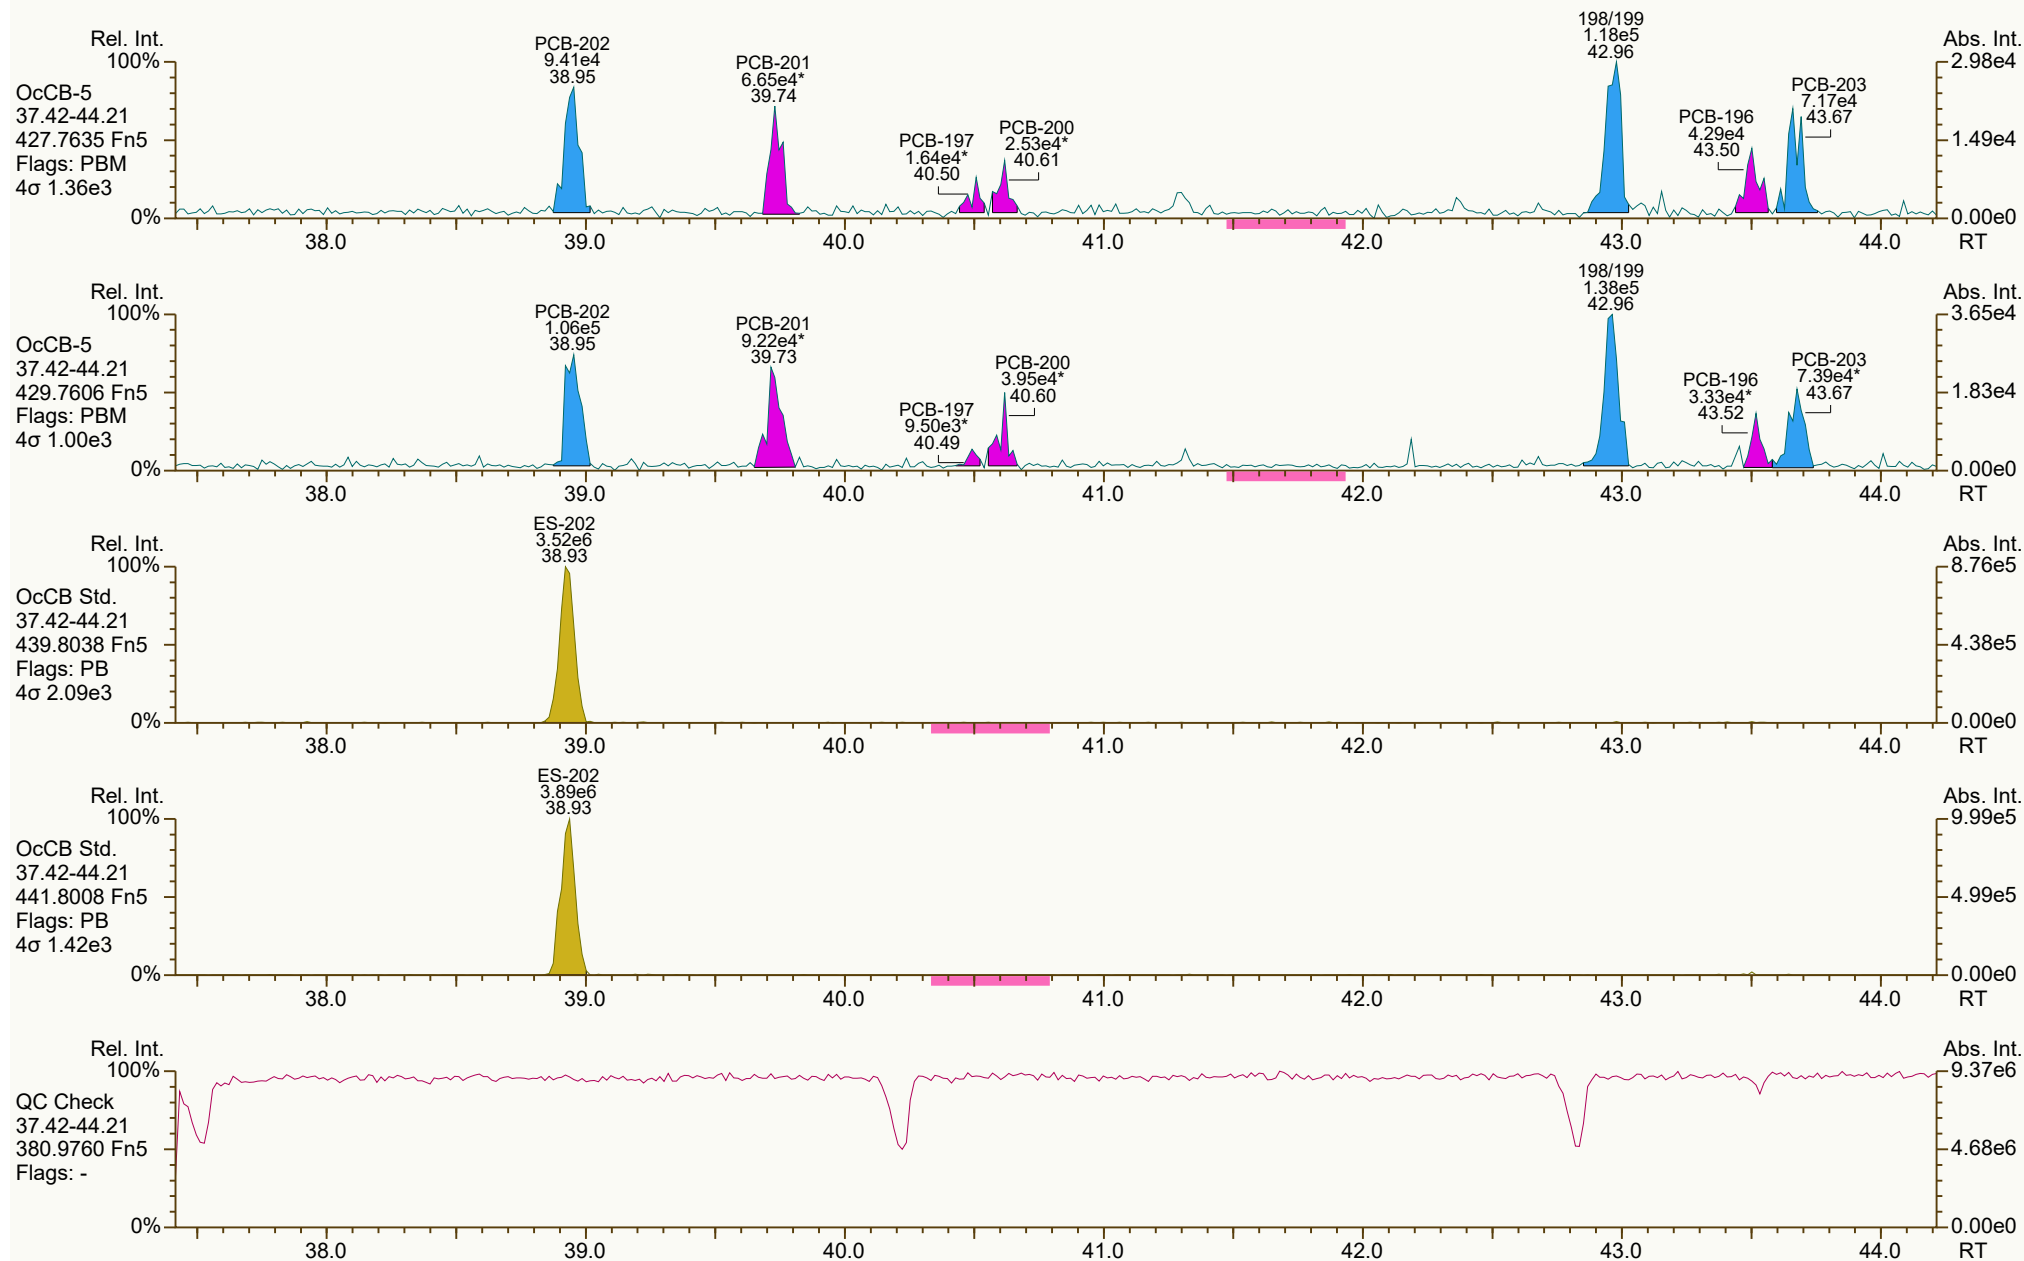 Rel. Int.
100%
0%
OcCB-5
37.42-44.21
427.7635 Fn5
Flags: PBM
4σ 1.36e3
PCB-202
9.41e4
38.95
PCB-201
6.65e4*
39.74
PCB-197
1.64e4*
40.50
PCB-200
2.53e4*
40.61
198/199
1.18e5
42.96
PCB-196
4.29e4
43.50
PCB-203
7.17e4
43.67
Abs. Int.
2.98e4
1.49e4
0.00e0
38.0 39.0 40.0 41.0 42.0 43.0 44.0 RT
Rel. Int.
100%
0%
OcCB-5
37.42-44.21
429.7606 Fn5
Flags: PBM
4σ 1.00e3
PCB-202
1.06e5
38.95
PCB-201
9.22e4*
39.73
PCB-197
9.50e3*
40.49
PCB-200
3.95e4*
40.60
198/199
1.38e5
42.96
PCB-196
3.33e4*
43.52
PCB-203
7.39e4*
43.67
Abs. Int.
3.65e4
1.83e4
0.00e0
38.0 39.0 40.0 41.0 42.0 43.0 44.0 RT
Rel. Int.
100%
0%
OcCB Std.
37.42-44.21
439.8038 Fn5
Flags: PB
4σ 2.09e3
ES-202
3.52e6
38.93
Abs. Int.
8.76e5
4.38e5
0.00e0
38.0 39.0 40.0 41.0 42.0 43.0 44.0 RT
Rel. Int.
100%
0%
OcCB Std.
37.42-44.21
441.8008 Fn5
Flags: PB
4σ 1.42e3
ES-202
3.89e6
38.93
Abs. Int.
9.99e5
4.99e5
0.00e0
38.0 39.0 40.0 41.0 42.0 43.0 44.0 RT
Rel. Int.
100%
0%
QC Check
37.42-44.21
380.9760 Fn5
Flags: -
Abs. Int.
9.37e6
4.68e6
0.00e0
38.0 39.0 40.0 41.0 42.0 43.0 44.0 RT